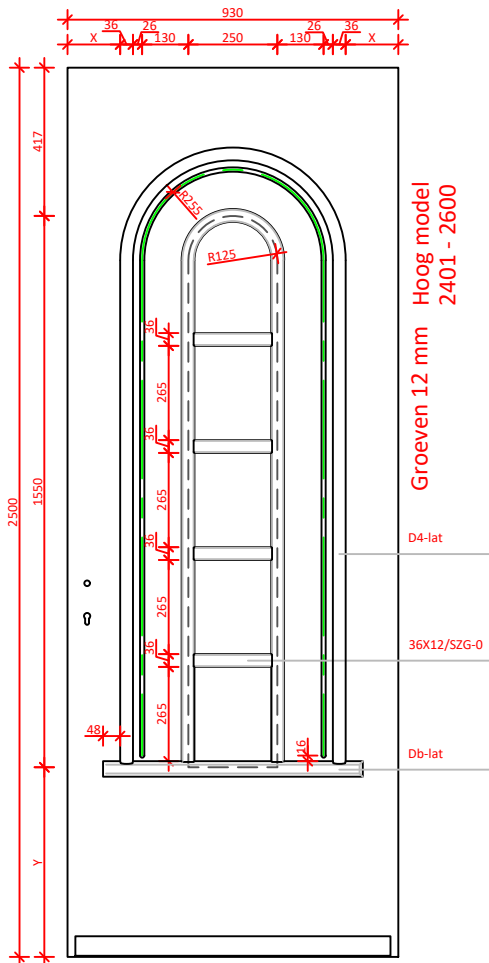 930
36
26
26
36
X
130
250
130
X
417
R255
R125
Hoog model
2401 - 2600
Groeven 12 mm
36
265
36
265
2500
1550
36
265
D4-lat
36
265
36X12/SZG-0
48
16
Db-lat
Y